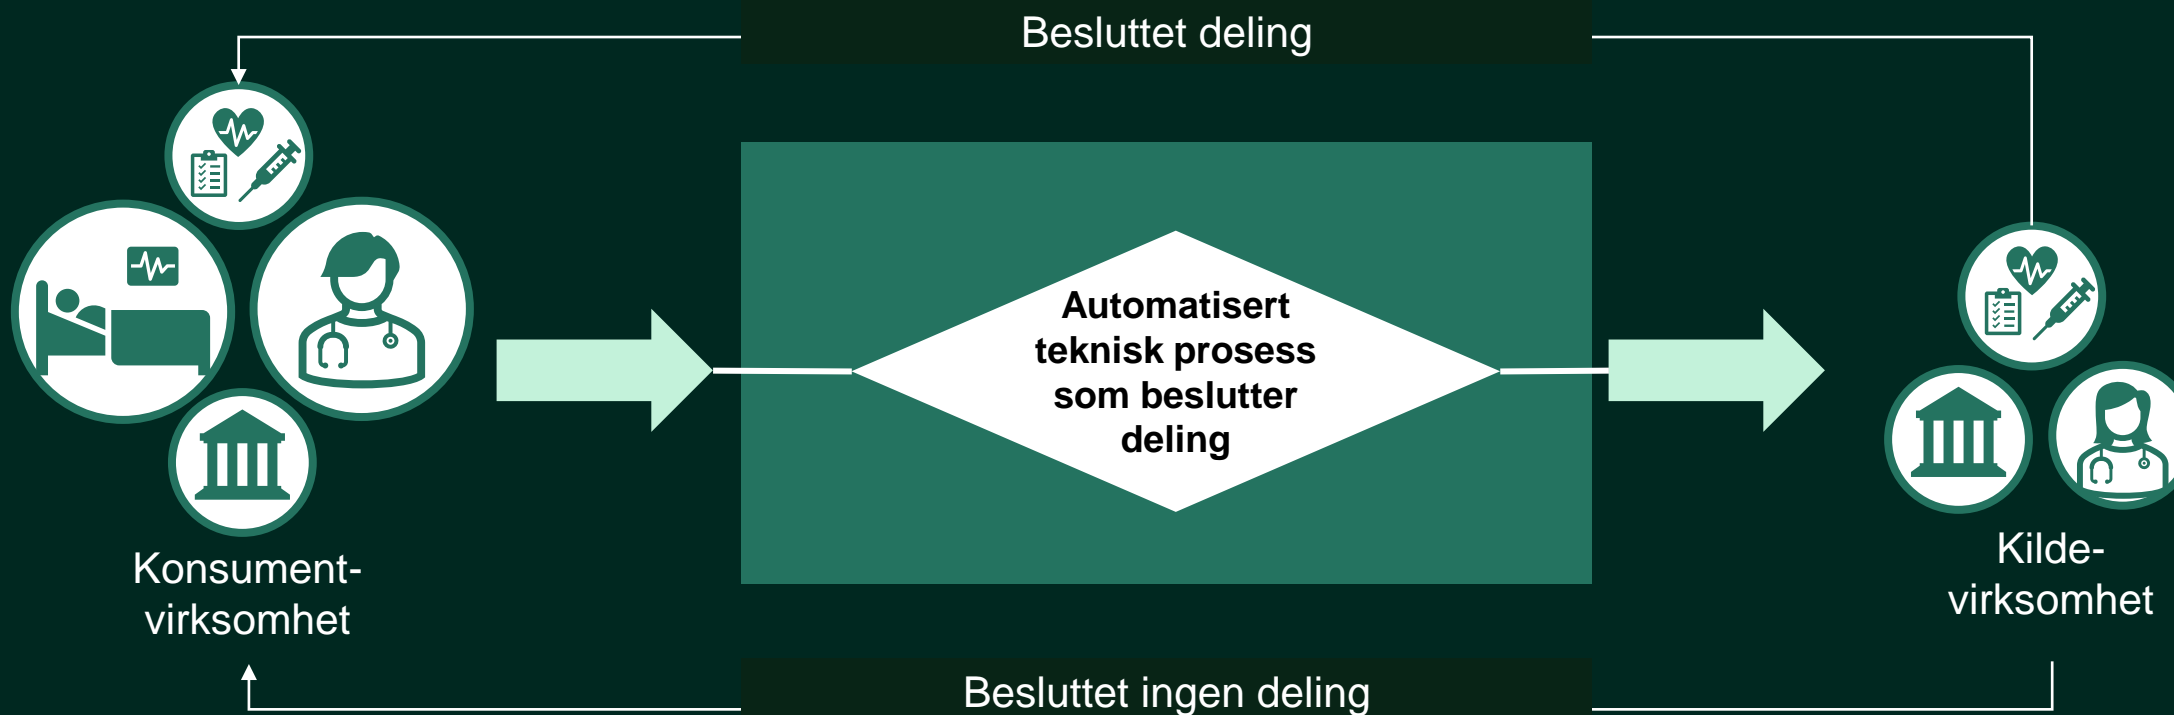 Besluttet deling
Automatisert
teknisk prosess
som beslutter
deling
Konsument-
virksomhet
Kilde-
virksomhet
Besluttet ingen deling